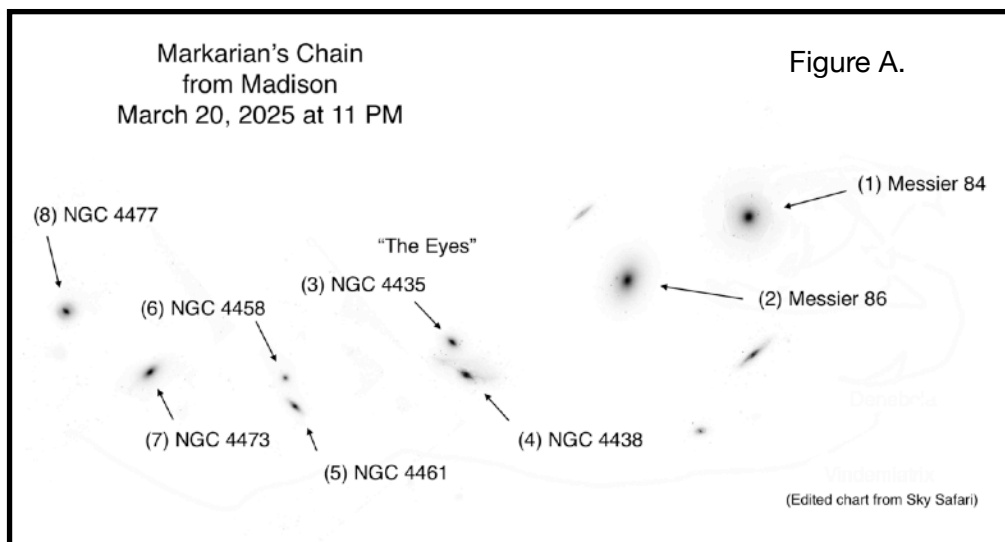 Markarian's Chain
from Madison
March 20, 2025 at 11 PM
Figure A.
(1) Messier 84
(8) NGC 4477
"The Eyes"
(3) NGC 4435
(6) NGC 4458
(2) Messier 86
Denebola
(7) NGC 4473
(4) NGC 4438
(5) NGC 4461
Vindemiatrix
(Edited chart from Sky Safari)